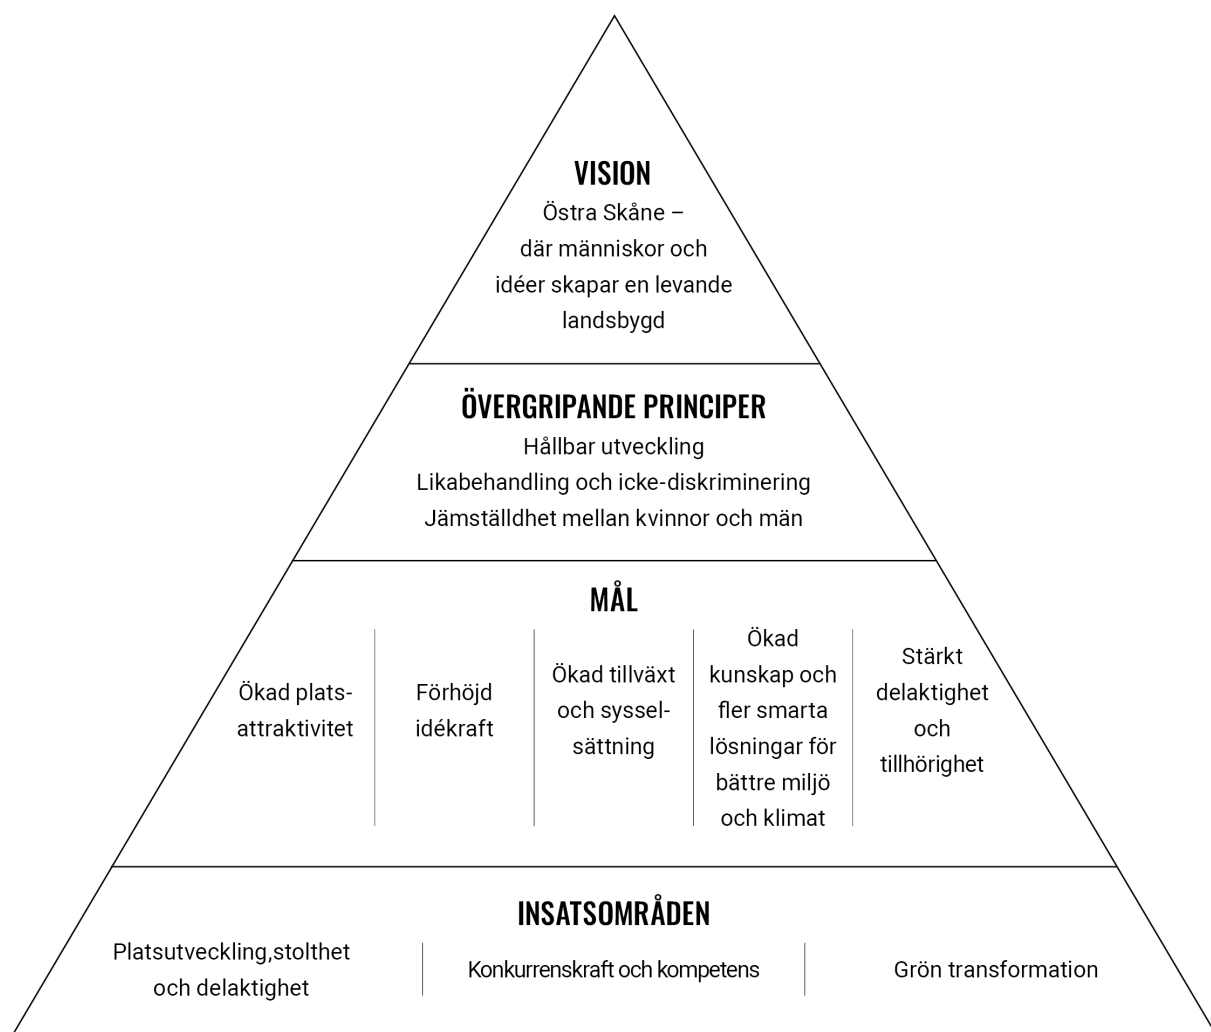 VISION
Östra Skåne –
där människor och
idéer skapar en levande
landsbygd
ÖVERGRIPANDE PRINCIPER
Hållbar utveckling
Likabehandling och icke-diskriminering
Jämställdhet mellan kvinnor och män
MÅL
Ökad plats-
attraktivitet
Förhöjd
idékraft
Ökad tillväxt
och syssel-
sättning
Ökad
kunskap och
fler smarta
lösningar för
bättre miljö
och klimat
Stärkt
delaktighet
och
tillhörighet
INSATSOMRÅDEN
Platsutveckling,stolthet
och delaktighet
Konkurrenskraft och kompetens
Grön transformation